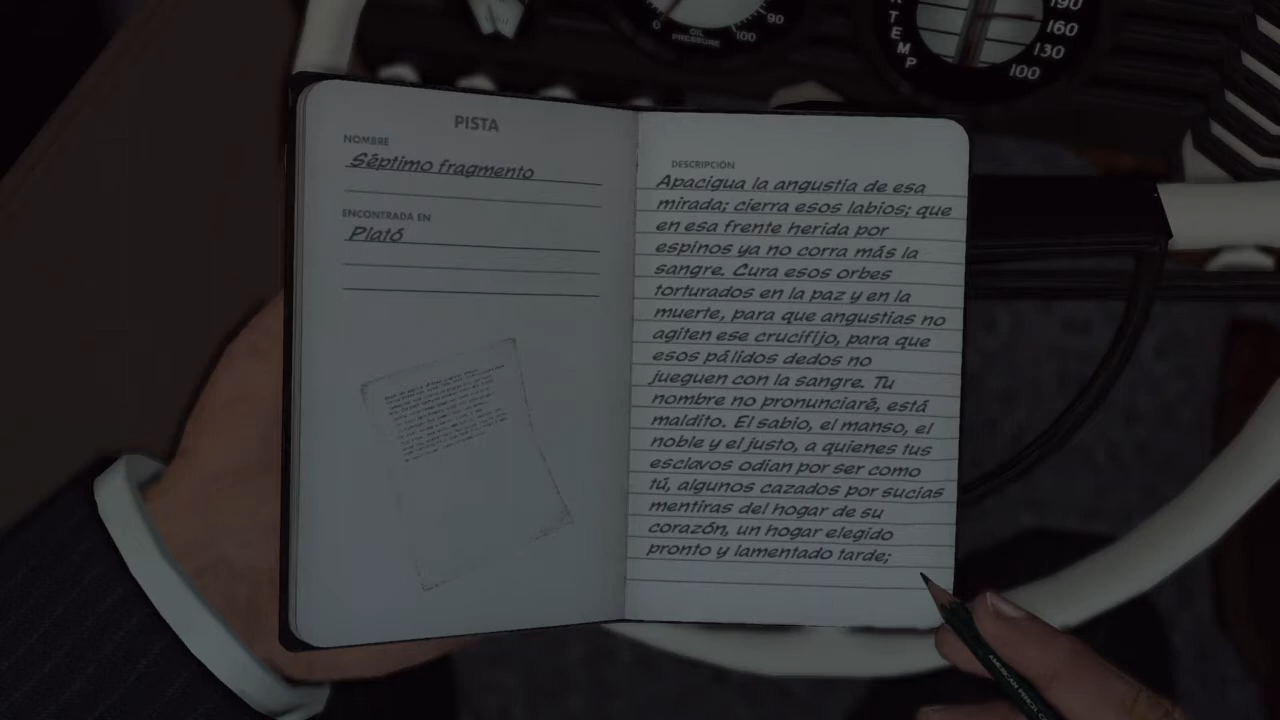 90
0
OIL
PRESSURE
100
190
160
130
100
TEMP
PISTA
NOMBRE
Séptimo fragmento
ENCONTRADA EN
Plató
DESCRIPCIÓN
Apacigua la angustia de esa
mirada; cierra esos labios; que
en esa frente herida por
espinos ya no corra más la
sangre. Cura esos orbes
torturados en la paz y en la
muerte, para que angustias no
agiten ese crucifijo, para que
esos pálidos dedos no
jueguen con la sangre. Tu
nombre no pronunciaré, está
maldito. El sabio, el manso, el
noble y el justo, a quienes tus
esclavos odian por ser como
tú, algunos cazados por sucias
mentiras del hogar de su
corazón, un hogar elegido
pronto y lamentado tarde;
AMERICAN PENCIL